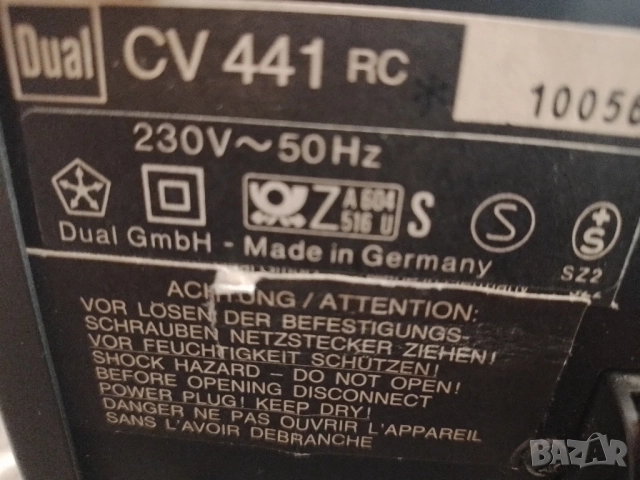 Dual CV 441 RC
10056
230V~50Hz
Z A 604 516 U S S + S
Dual GmbH - Made in Germany SZ2
ACHTUNG / ATTENTION:
VOR LÖSEN DER BEFESTIGUNGS-
SCHRAUBEN NETZSTECKER ZIEHEN!
VOR FEUCHTIGKEIT SCHÜTZEN!
SHOCK HAZARD – DO NOT OPEN!
BEFORE OPENING DISCONNECT
POWER PLUG! KEEP DRY!
DANGER NE PAS OUVRIR L'APPAREIL
SANS L'AVOIR DEBRANCHE
BAZAR